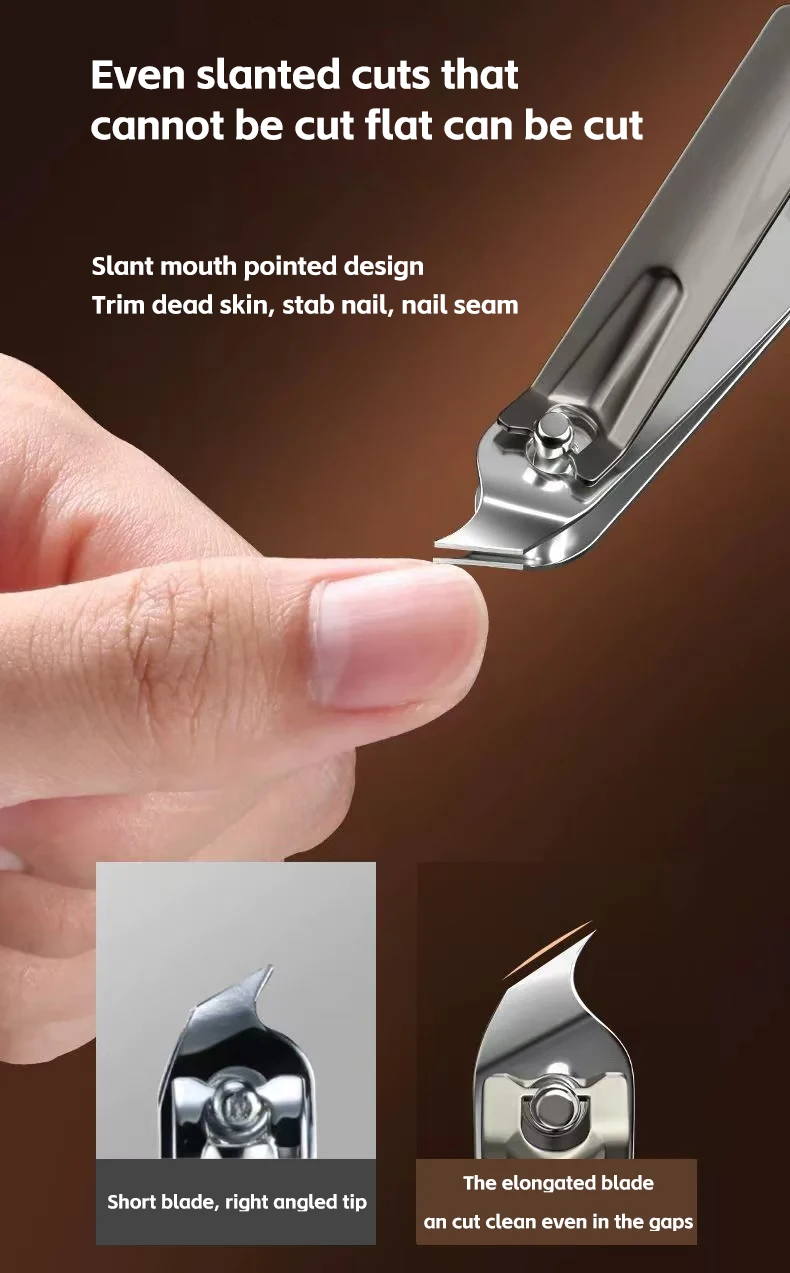 Even slanted cuts that
cannot be cut flat can be cut
Slant mouth pointed design
Trim dead skin, stab nail, nail seam
Short blade, right angled tip
The elongated blade
an cut clean even in the gaps